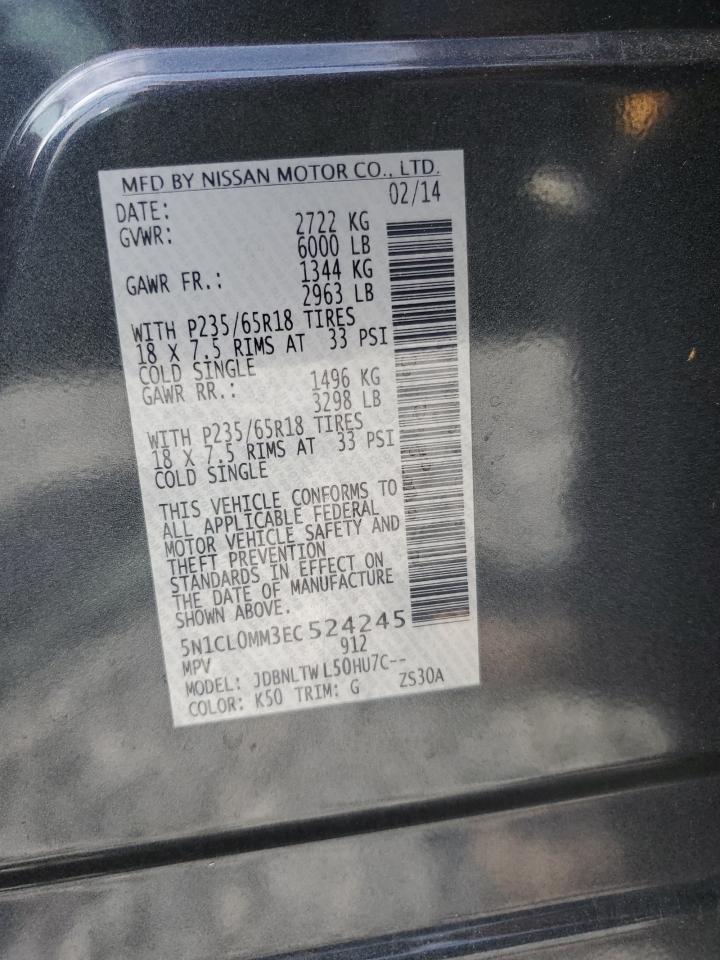 MFD BY NISSAN MOTOR CO., LTD.
DATE: 02/14
GVWR: 2722 KG
6000 LB
GAWR FR.: 1344 KG
2963 LB
WITH P235/65R18 TIRES
18 X 7.5 RIMS AT 33 PSI
COLD SINGLE
GAWR RR.: 1496 KG
3298 LB
WITH P235/65R18 TIRES
18 X 7.5 RIMS AT 33 PSI
COLD SINGLE
THIS VEHICLE CONFORMS TO
ALL APPLICABLE FEDERAL
MOTOR VEHICLE SAFETY AND
THEFT PREVENTION
STANDARDS IN EFFECT ON
THE DATE OF MANUFACTURE
SHOWN ABOVE.
5N1CL0MM3EC524245
MPV 912
MODEL: JDBNLTWL50HU7C--
COLOR: K50 TRIM: G ZS30A